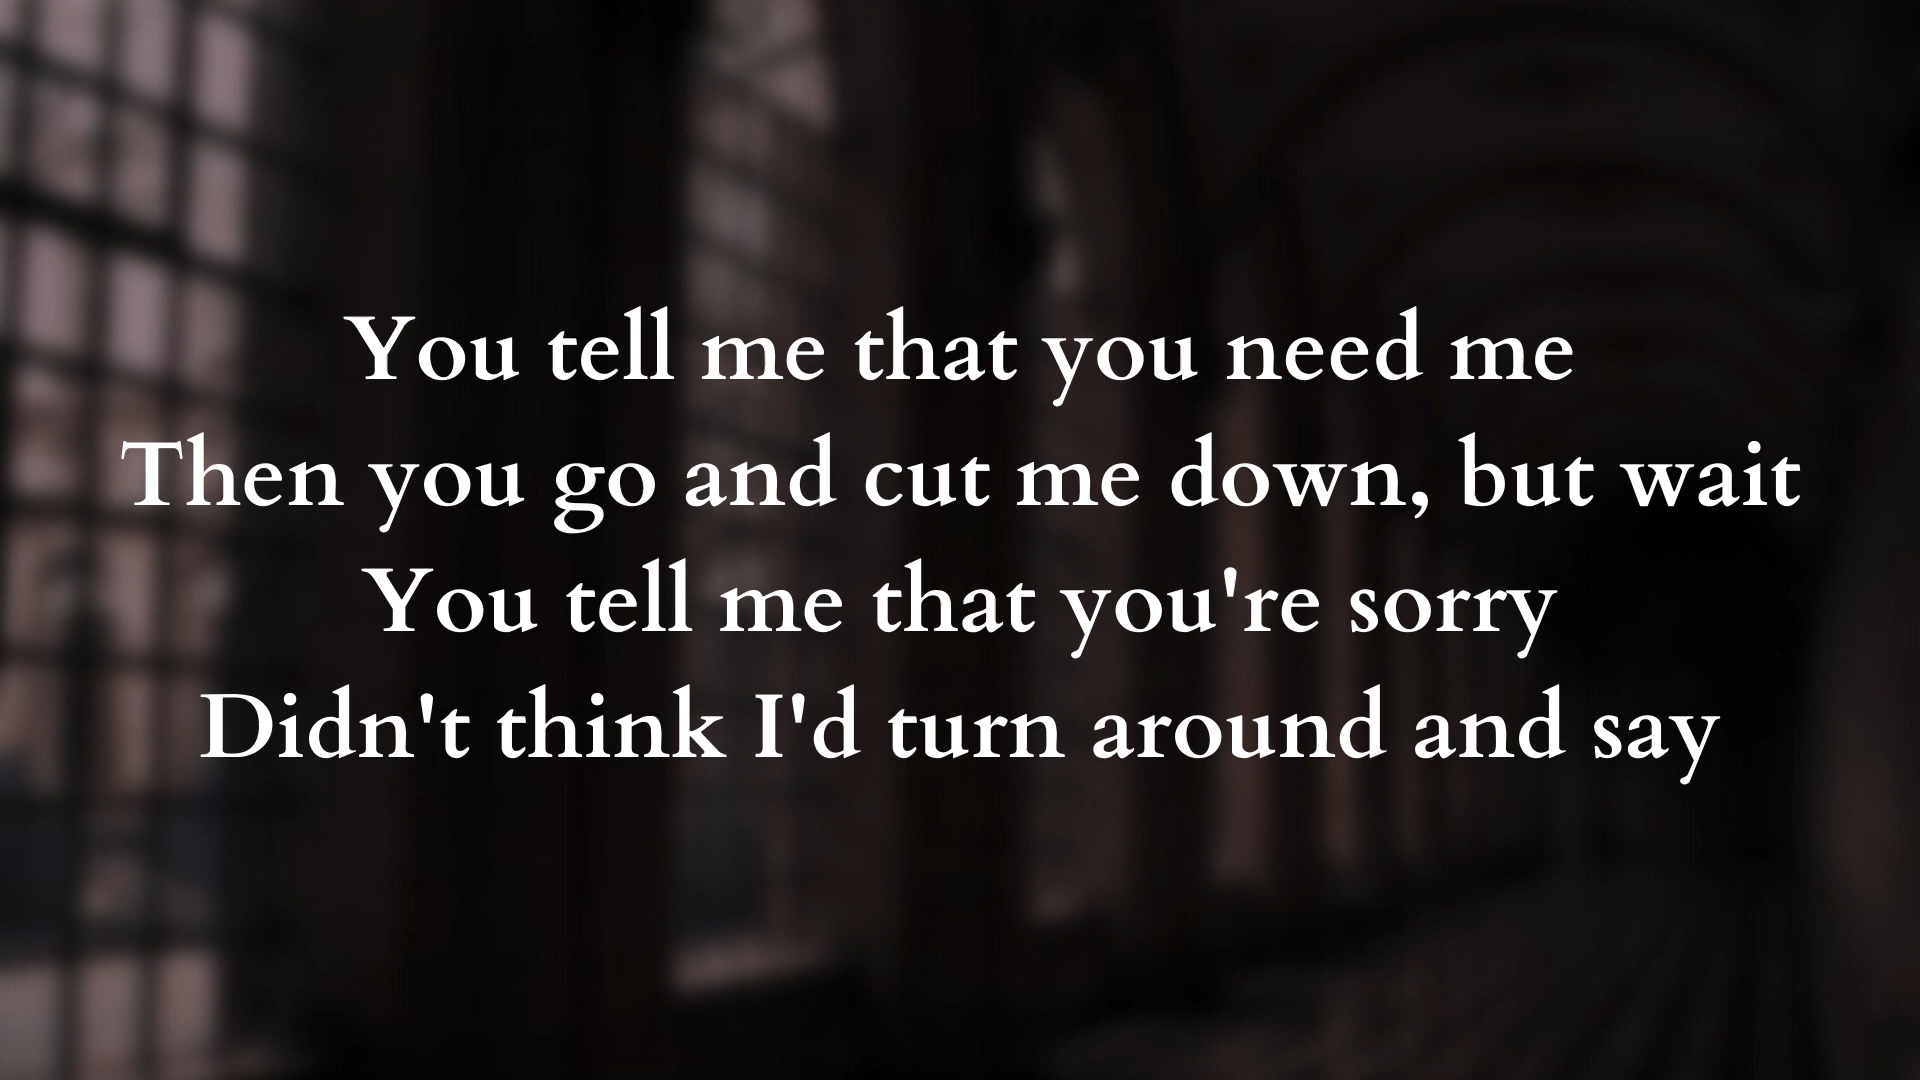 You tell me that you need me
Then you go and cut me down, but wait
You tell me that you're sorry
Didn't think I'd turn around and say